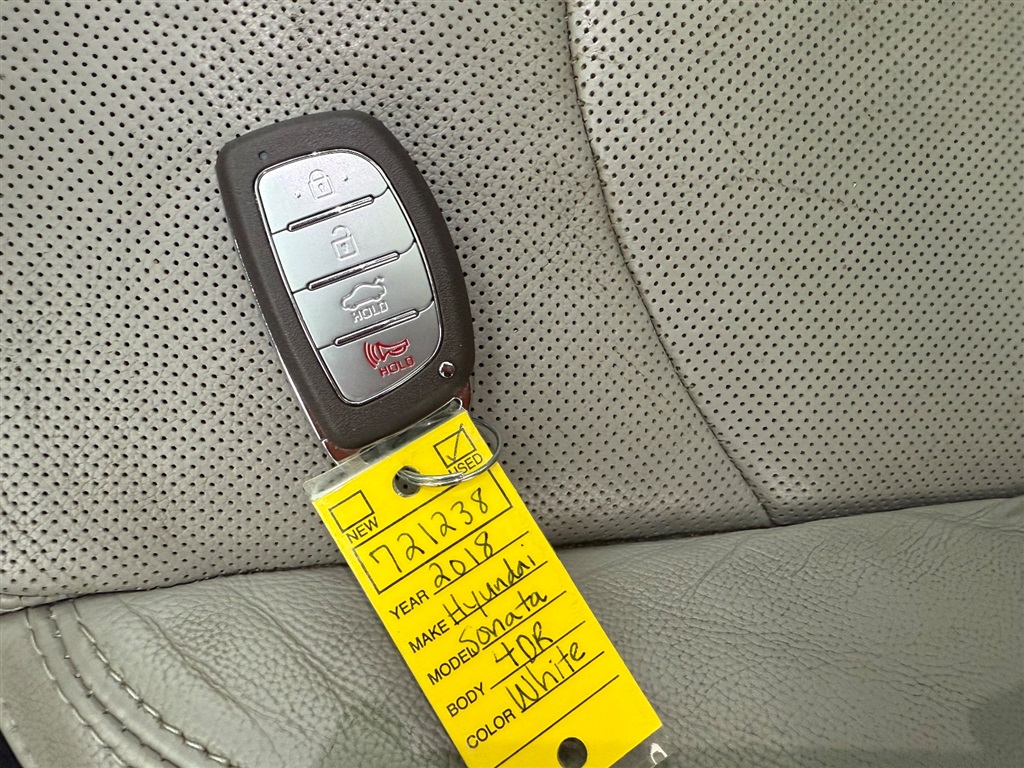 HOLD
HOLD
USED
NEW
721238
YEAR 2018
MAKE Hyundai
MODEL Sonata
BODY 4DR
COLOR White